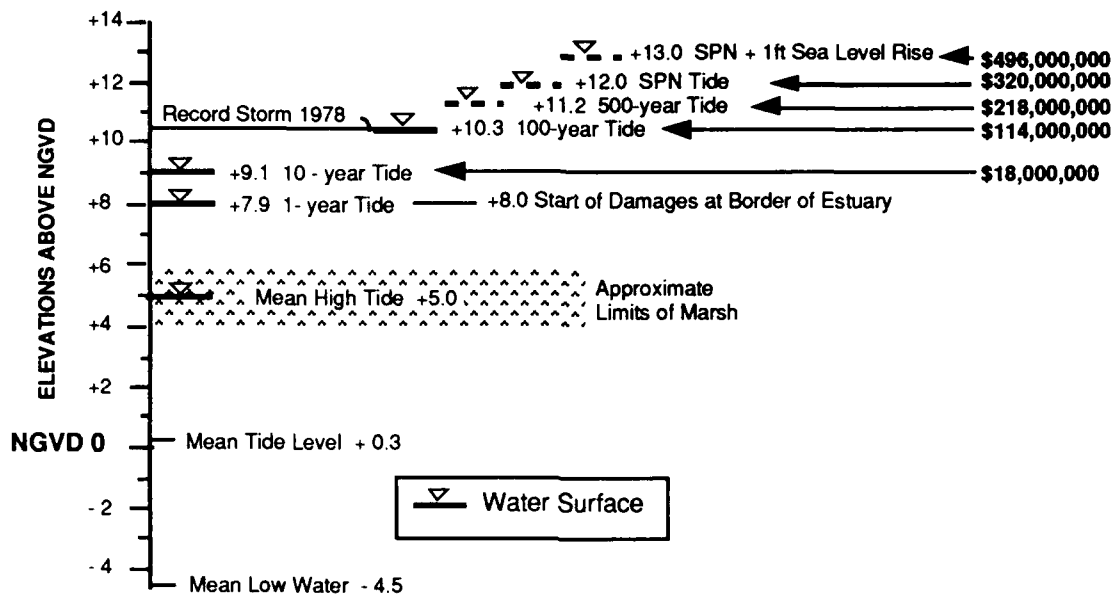 +14
+13.0 SPN + 1ft Sea Level Rise $496,000,000
+12 +12.0 SPN Tide $320,000,000
+11.2 500-year Tide $218,000,000
Record Storm 1978
+10.3 100-year Tide $114,000,000
+10
+9.1 10 - year Tide $18,000,000
+8 +7.9 1- year Tide +8.0 Start of Damages at Border of Estuary
+6
Mean High Tide +5.0 Approximate
Limits of Marsh
+4
ELEVATIONS ABOVE NGVD
+2
NGVD 0 Mean Tide Level + 0.3
Water Surface
- 2
- 4
Mean Low Water - 4.5